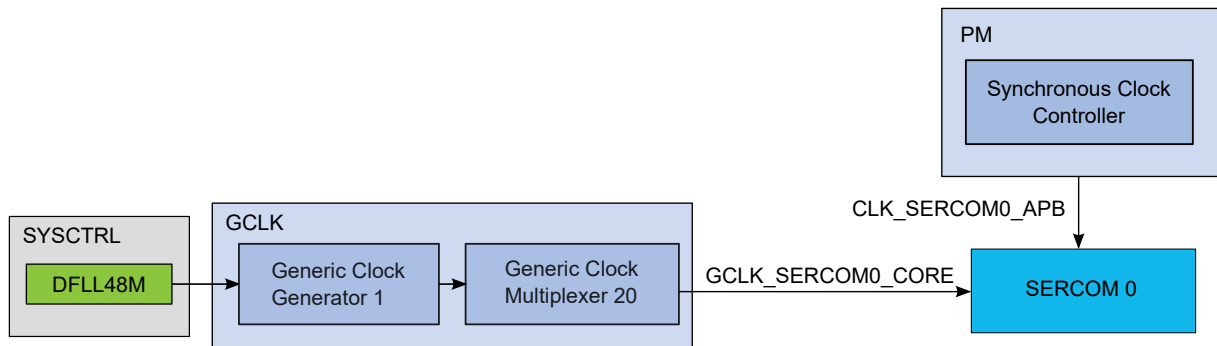 PM
Synchronous Clock
Controller
CLK_SERCOM0_APB
SYSCTRL
DFLL48M
GCLK
Generic Clock
Generator 1
Generic Clock
Multiplexer 20
GCLK_SERCOM0_CORE
SERCOM 0